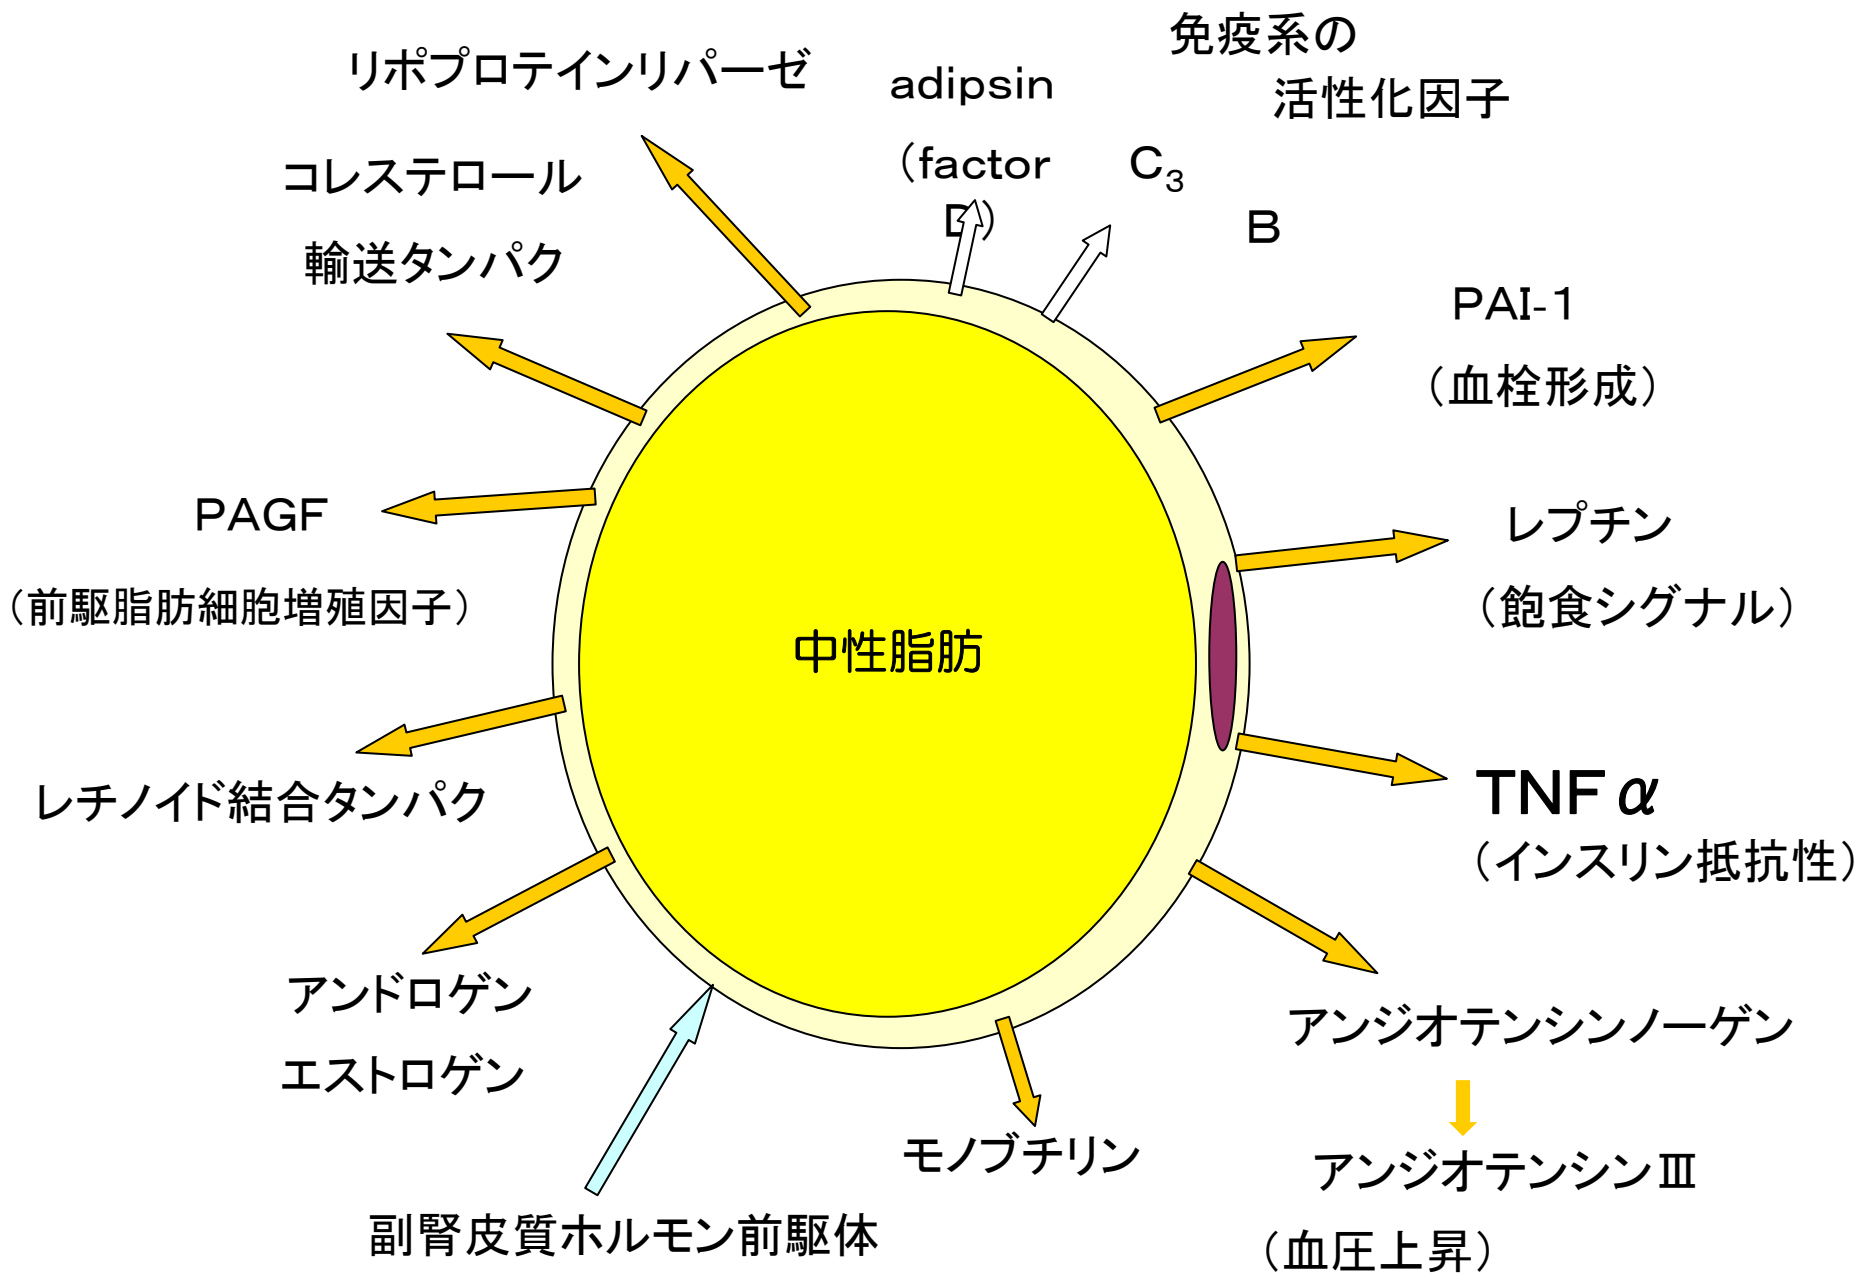 免疫系の
活性化因子
リポプロテインリパーゼ
adipsin
（factor
D）
C₃
B
コレステロール
輸送タンパク
PAI-1
（血栓形成）
PAGF
（前駆脂肪細胞増殖因子）
レプチン
（飽食シグナル）
中性脂肪
レチノイド結合タンパク
TNFα
（インスリン抵抗性）
アンドロゲン
エストロゲン
アンジオテンシンノーゲン
モノブチリン
アンジオテンシンⅢ
（血圧上昇）
副腎皮質ホルモン前駆体